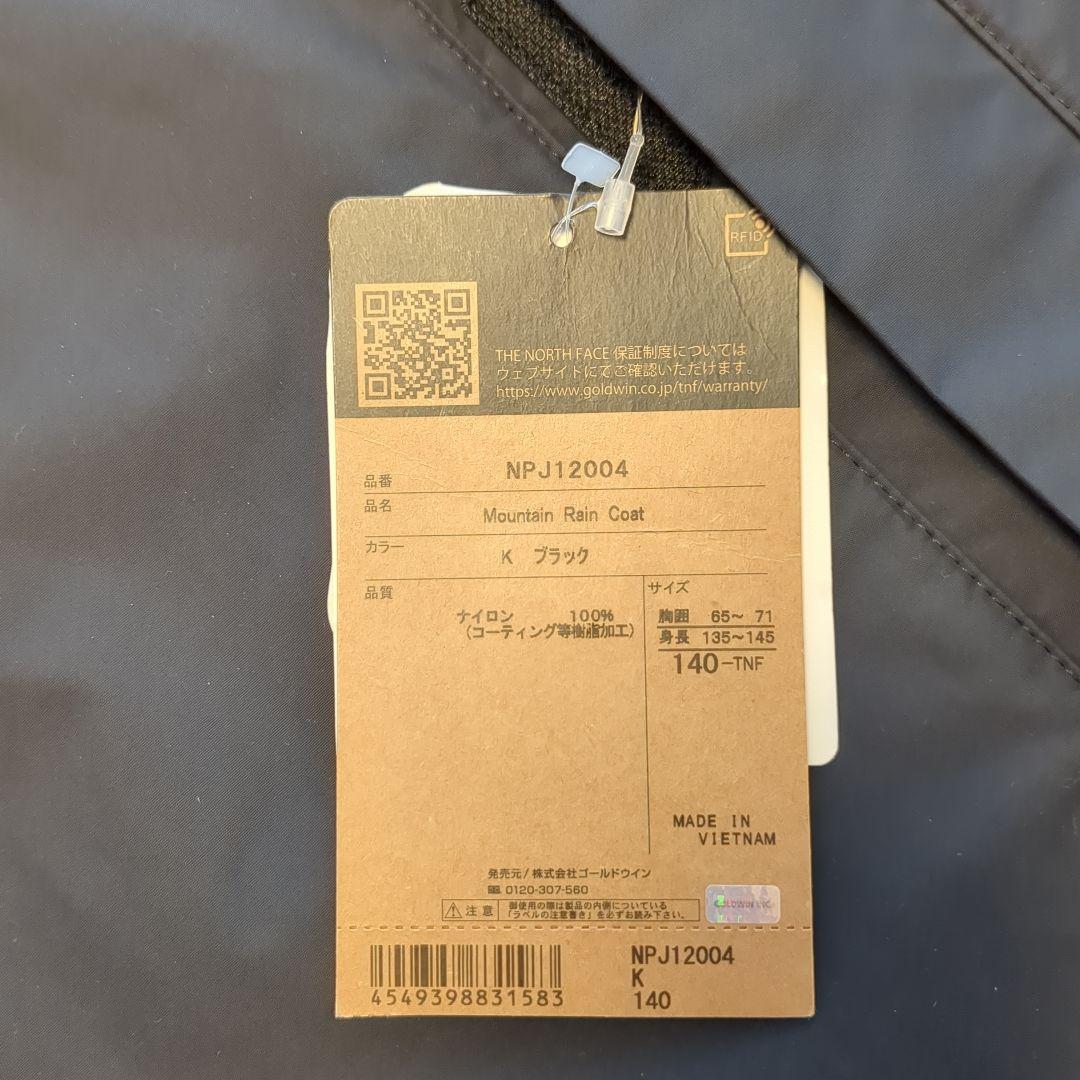 RFID
THE NORTH FACE 保証制度については
ウェブサイトにてご確認いただけます。
https://www.goldwin.co.jp/tnf/warranty/
品番 NPJ12004
品名 Mountain Rain Coat
カラー K ブラック
品質
ナイロン 100%
(コーティング等樹脂加工)
サイズ
胸囲 65~ 71
身長 135~145
140-TNF
MADE IN
VIETNAM
発売元/株式会社ゴールドウイン
0120-307-560
注意
御使用の際は製品の内側についている
「ラベルの注意書き」を必ずお読み下さい。
GOLDWIN INC.
4549398831583
NPJ12004
K
140